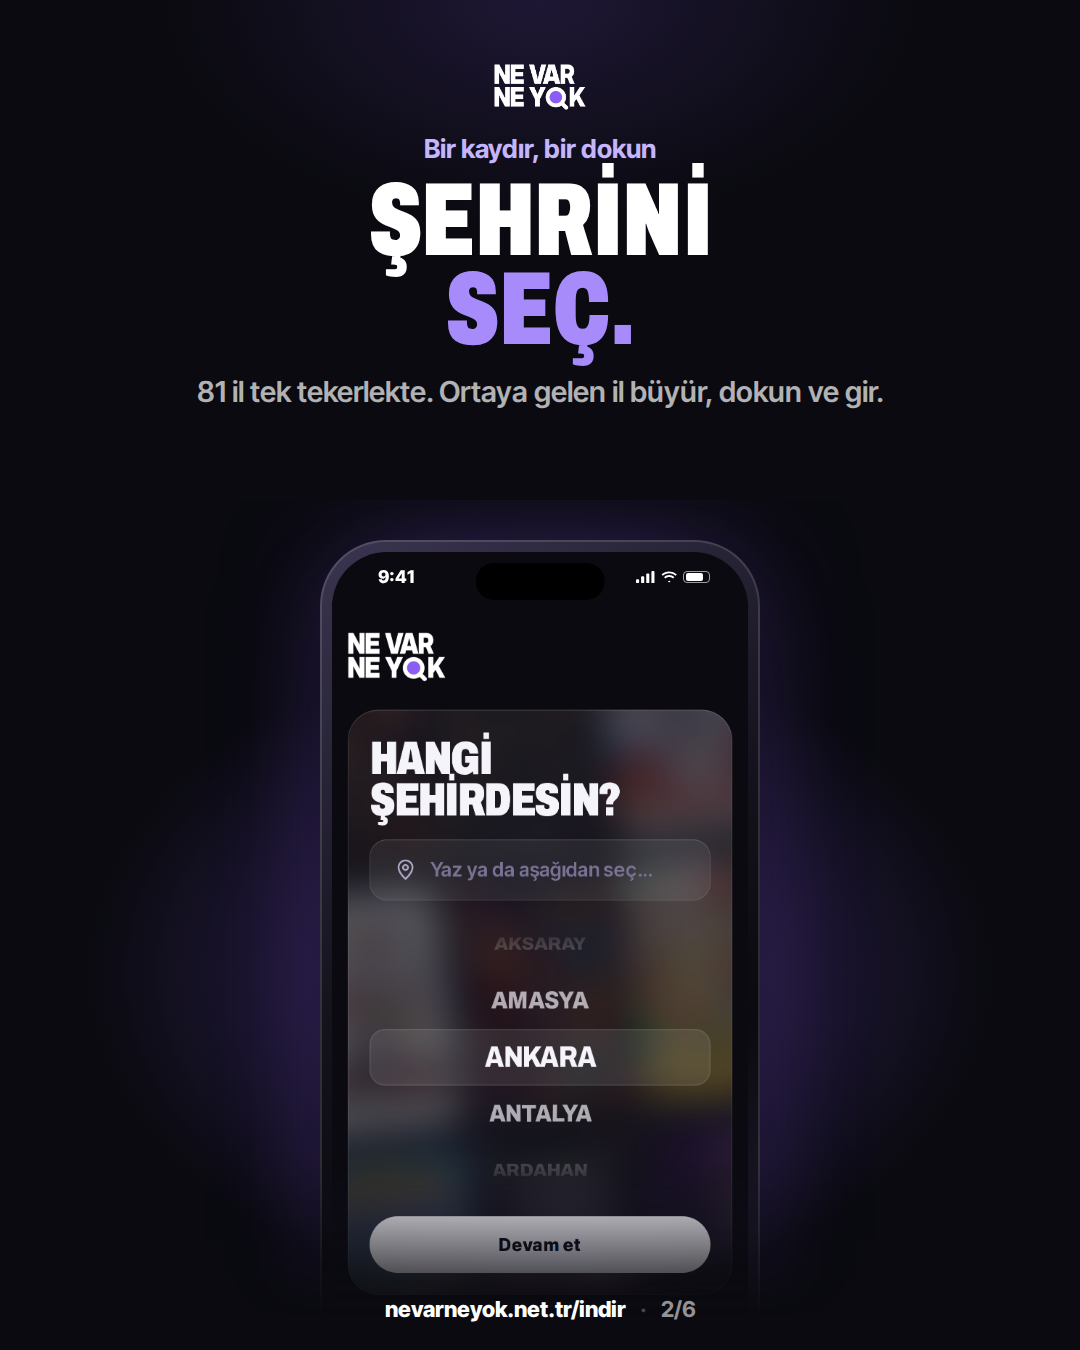 NE VAR
NE YOK
Bir kaydır, bir dokun
ŞEHRİNİ
SEÇ.
81 il tek tekerlekte. Ortaya gelen il büyür, dokun ve gir.
9:41
NE VAR
NE YOK
HANGİ
ŞEHİRDESİN?
Yaz ya da aşağıdan seç...
AKSARAY
AMASYA
ANKARA
ANTALYA
ARDAHAN
Devam et
nevarneyok.net.tr/indir · 2/6